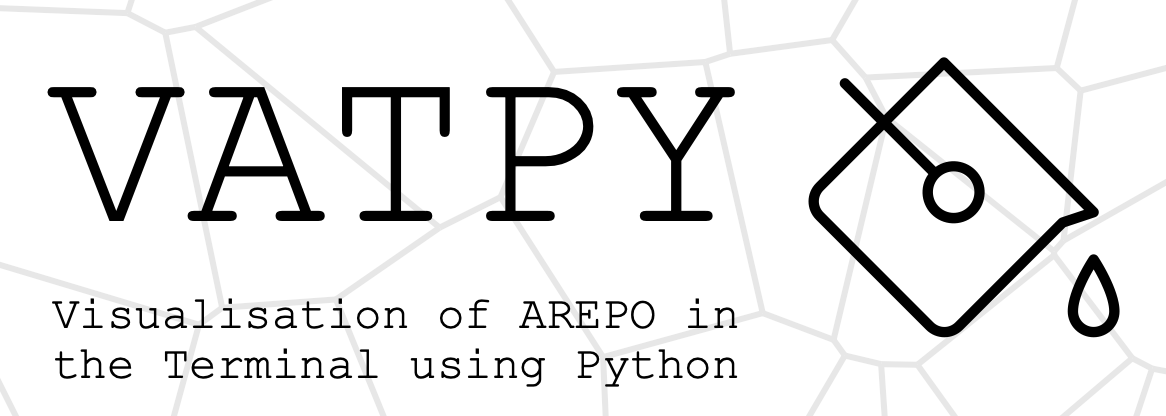 VATPY
Visualisation of AREPO in
the Terminal using Python